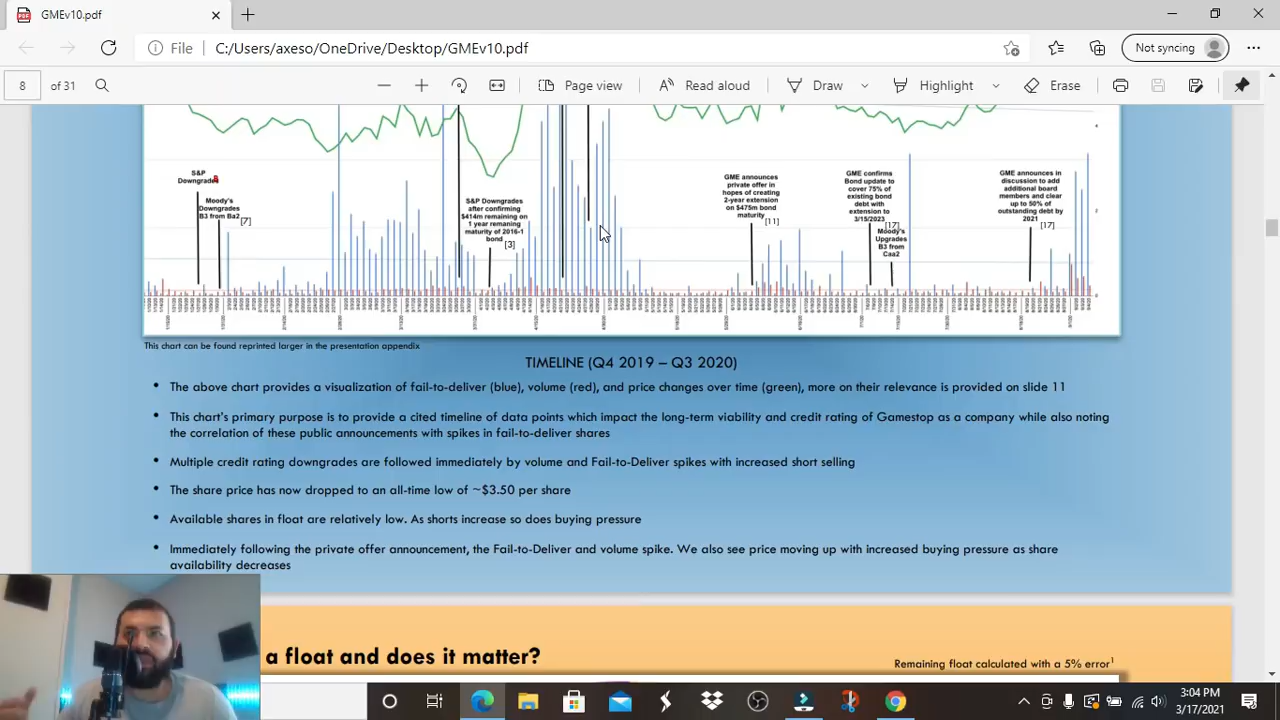 GMEv10.pdf
File
C:/Users/axeso/OneDrive/Desktop/GMEv10.pdf
Not syncing
8
of 31
Page view
Read aloud
Draw
Highlight
Erase
S&P
Downgrades
Moody's
Downgrades
B3 from Ba2
[7]
S&P Downgrades
after confirming
$414m remaining on
1 year remaning
maturity of 2016-1
bond
[3]
GME announces
private offer in
hopes of creating
2-year extension
on $475m bond
maturity
[11]
GME confirms
Bond update to
cover 75% of
existing bond
debt with
extension to
3/15/2023
[17]
Moody's
Upgrades
B3 from
Caa2
GME announces in
discussion to add
additional board
members and clear
up to 50% of
outstanding debt by
2021
[17]
This chart can be found reprinted larger in the presentation appendix
TIMELINE (Q4 2019 – Q3 2020)
• The above chart provides a visualization of fail-to-deliver (blue), volume (red), and price changes over time (green), more on their relevance is provided on slide 11
• This chart's primary purpose is to provide a cited timeline of data points which impact the long-term viability and credit rating of Gamestop as a company while also noting
the correlation of these public announcements with spikes in fail-to-deliver shares
• Multiple credit rating downgrades are followed immediately by volume and Fail-to-Deliver spikes with increased short selling
• The share price has now dropped to an all-time low of ~$3.50 per share
• Available shares in float are relatively low. As shorts increase so does buying pressure
• Immediately following the private offer announcement, the Fail-to-Deliver and volume spike. We also see price moving up with increased buying pressure as share
availability decreases
a float and does it matter?
Remaining float calculated with a 5% error1
3:04 PM
3/17/2021